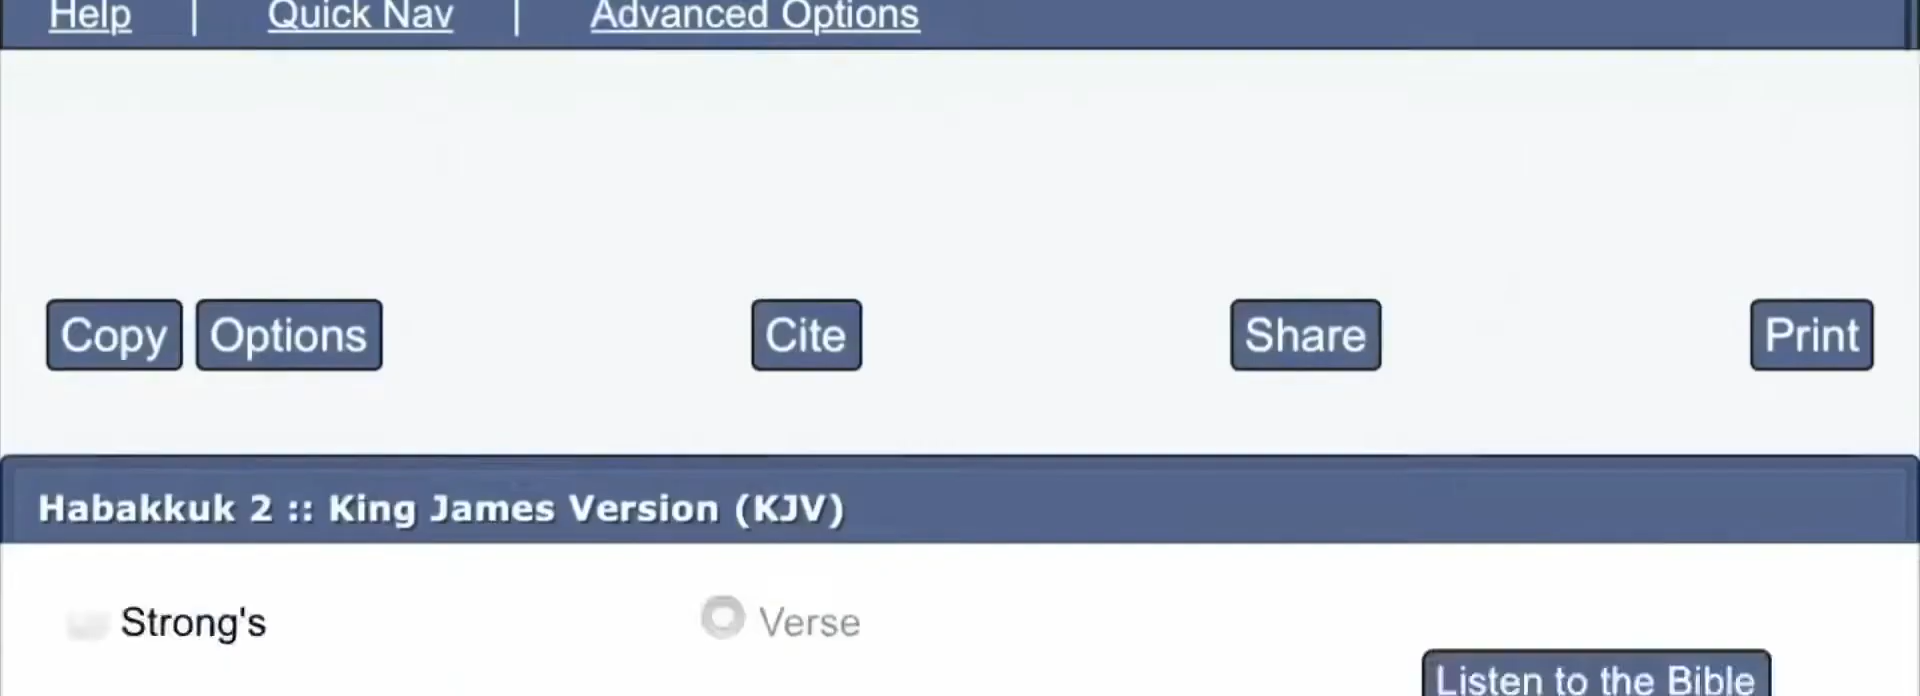 Help | Quick Nav | Advanced Options
Copy Options Cite Share Print
Habakkuk 2 :: King James Version (KJV)
Strong's Verse
Listen to the Bible